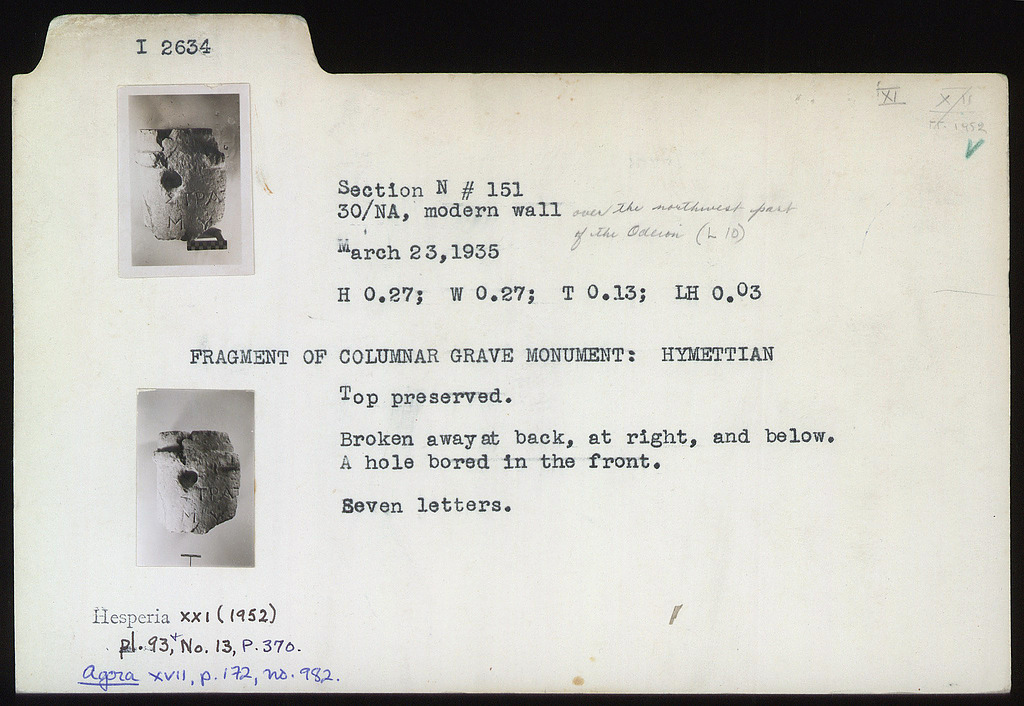 I 2634
XI
Section N # 151
30/NA, modern wall over the northwest part
of the Odeion (L 10)
March 23,1935
H 0.27; W 0.27; T 0.13; LH 0.03
FRAGMENT OF COLUMNAR GRAVE MONUMENT: HYMETTIAN
Top preserved.
Broken away at back, at right, and below.
A hole bored in the front.
Seven letters.
Hesperia XXI (1952)
pl. 93, No. 13, P. 370.
Agora XVII, p. 172, no. 982.